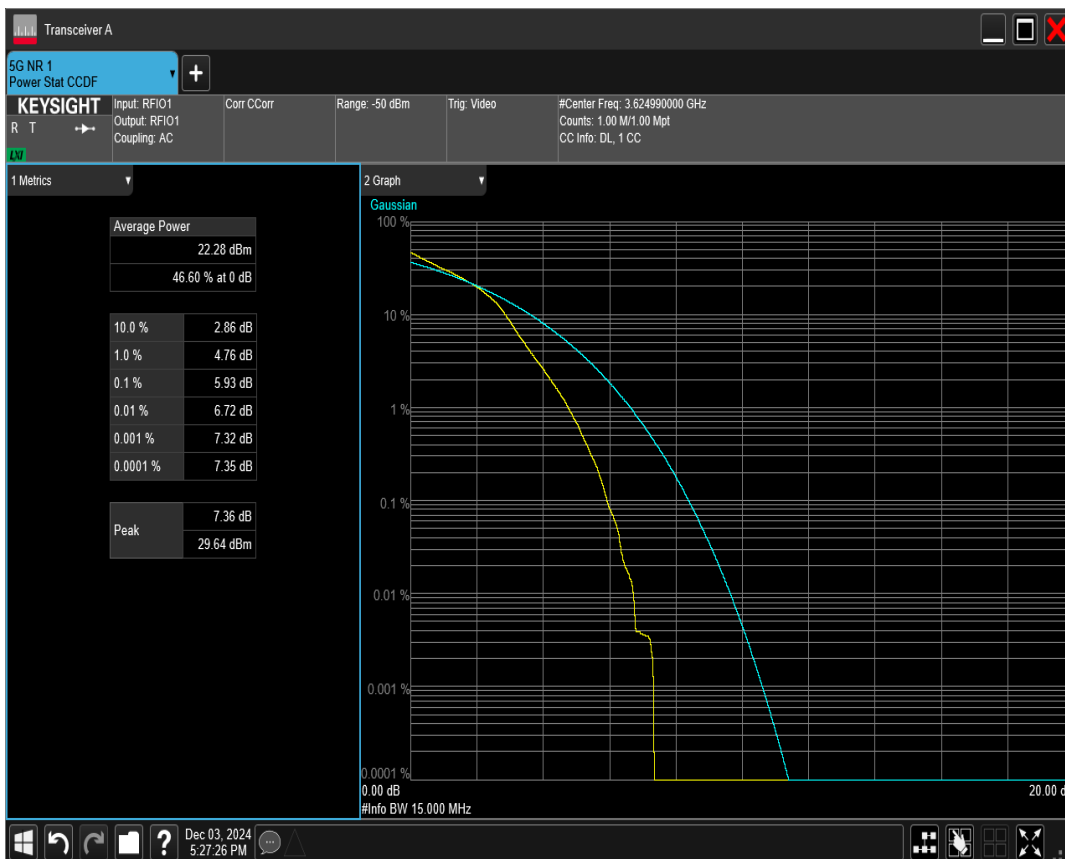 Transceiver A
5G NR 1
Power Stat CCDF
+
KEYSIGHT
R T
LXI
Input: RFIO1
Output: RFIO1
Coupling: AC
Corr CCorr
Range: -50 dBm
Trig: Video
#Center Freq: 3.624990000 GHz
Counts: 1.00 M/1.00 Mpt
CC Info: DL, 1 CC
1 Metrics
Average Power
22.28 dBm
46.60 % at 0 dB
10.0 % 2.86 dB
1.0 % 4.76 dB
0.1 % 5.93 dB
0.01 % 6.72 dB
0.001 % 7.32 dB
0.0001 % 7.35 dB
Peak 7.36 dB
29.64 dBm
2 Graph
Gaussian
100 %
10 %
1 %
0.1 %
0.01 %
0.001 %
0.0001 %
0.00 dB 20.00 d
#Info BW 15.000 MHz
?
Dec 03, 2024
5:27:26 PM